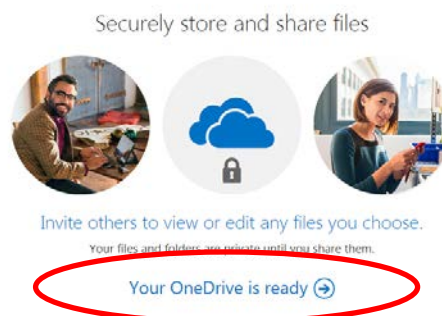 Securely store and share files
Invite others to view or edit any files you choose.
Your files and folders are private until you share them.
Your OneDrive is ready